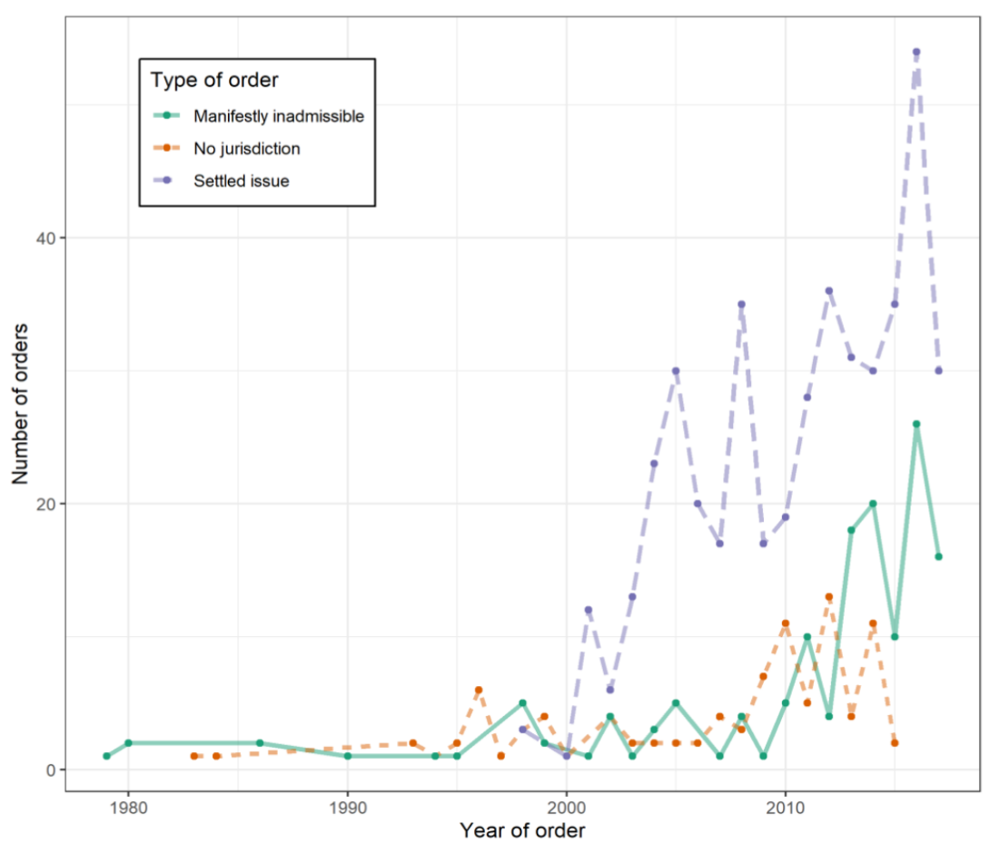 Type of order
Manifestly inadmissible
No jurisdiction
Settled issue
40
20
0
Number of orders
1980 1990 2000 2010
Year of order